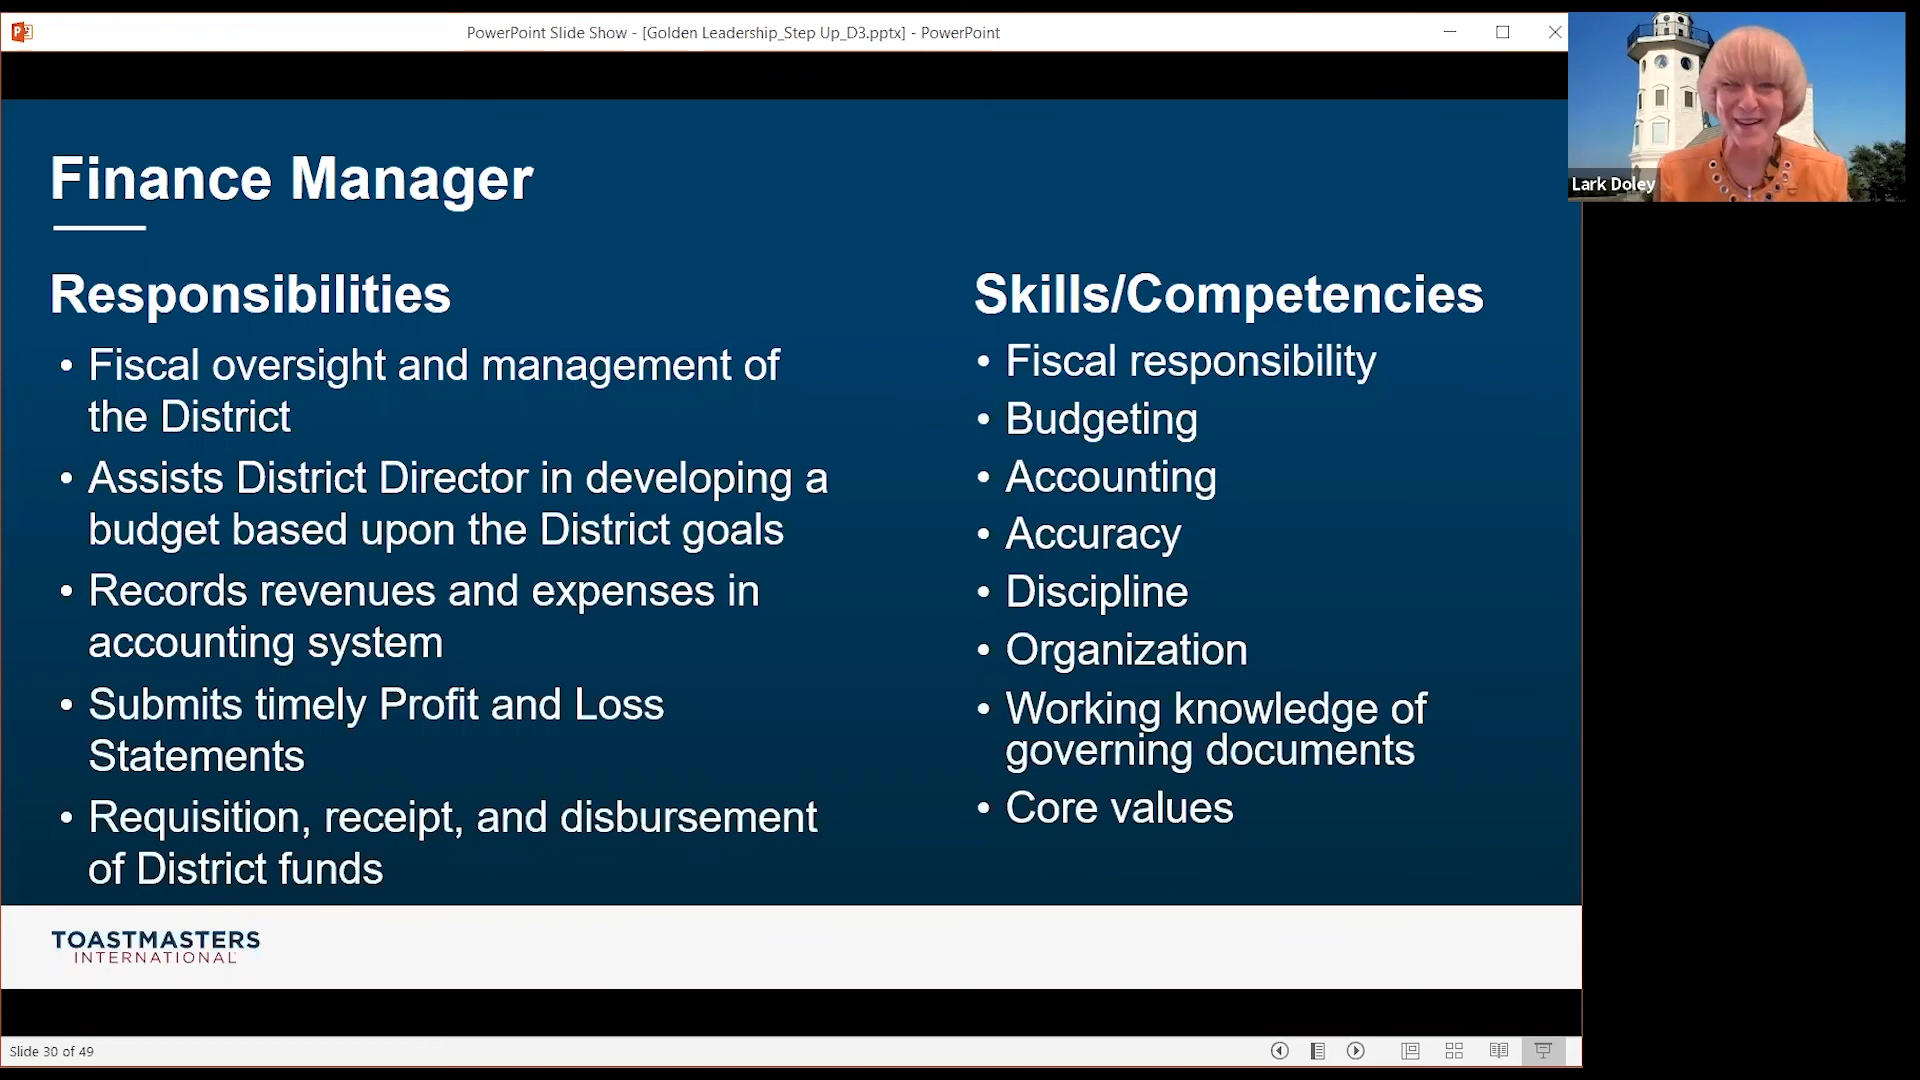 PowerPoint Slide Show - [Golden Leadership_Step Up_D3.pptx] - PowerPoint
Lark Doley
Finance Manager
Responsibilities
• Fiscal oversight and management of
the District
• Assists District Director in developing a
budget based upon the District goals
• Records revenues and expenses in
accounting system
• Submits timely Profit and Loss
Statements
• Requisition, receipt, and disbursement
of District funds
Skills/Competencies
• Fiscal responsibility
• Budgeting
• Accounting
• Accuracy
• Discipline
• Organization
• Working knowledge of
governing documents
• Core values
TOASTMASTERS
INTERNATIONAL
Slide 30 of 49